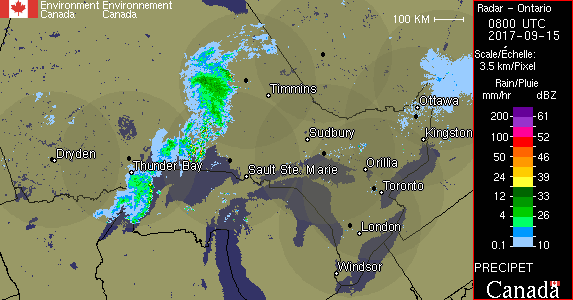 Environment Environnement
Canada Canada
100 KM
Timmins
Ottawa
Sudbury
Kingston
Dryden
Thunder Bay
Sault Ste. Marie
Orillia
Toronto
London
Windsor
Radar - Ontario
0800 UTC
2017-09-15
Scale/Échelle:
3.5 km/Pixel
Rain/Pluie
mm/hr dBZ
200 61
100 52
50 46
24 39
12 33
4 26
0.1 10
PRECIPET
Canada